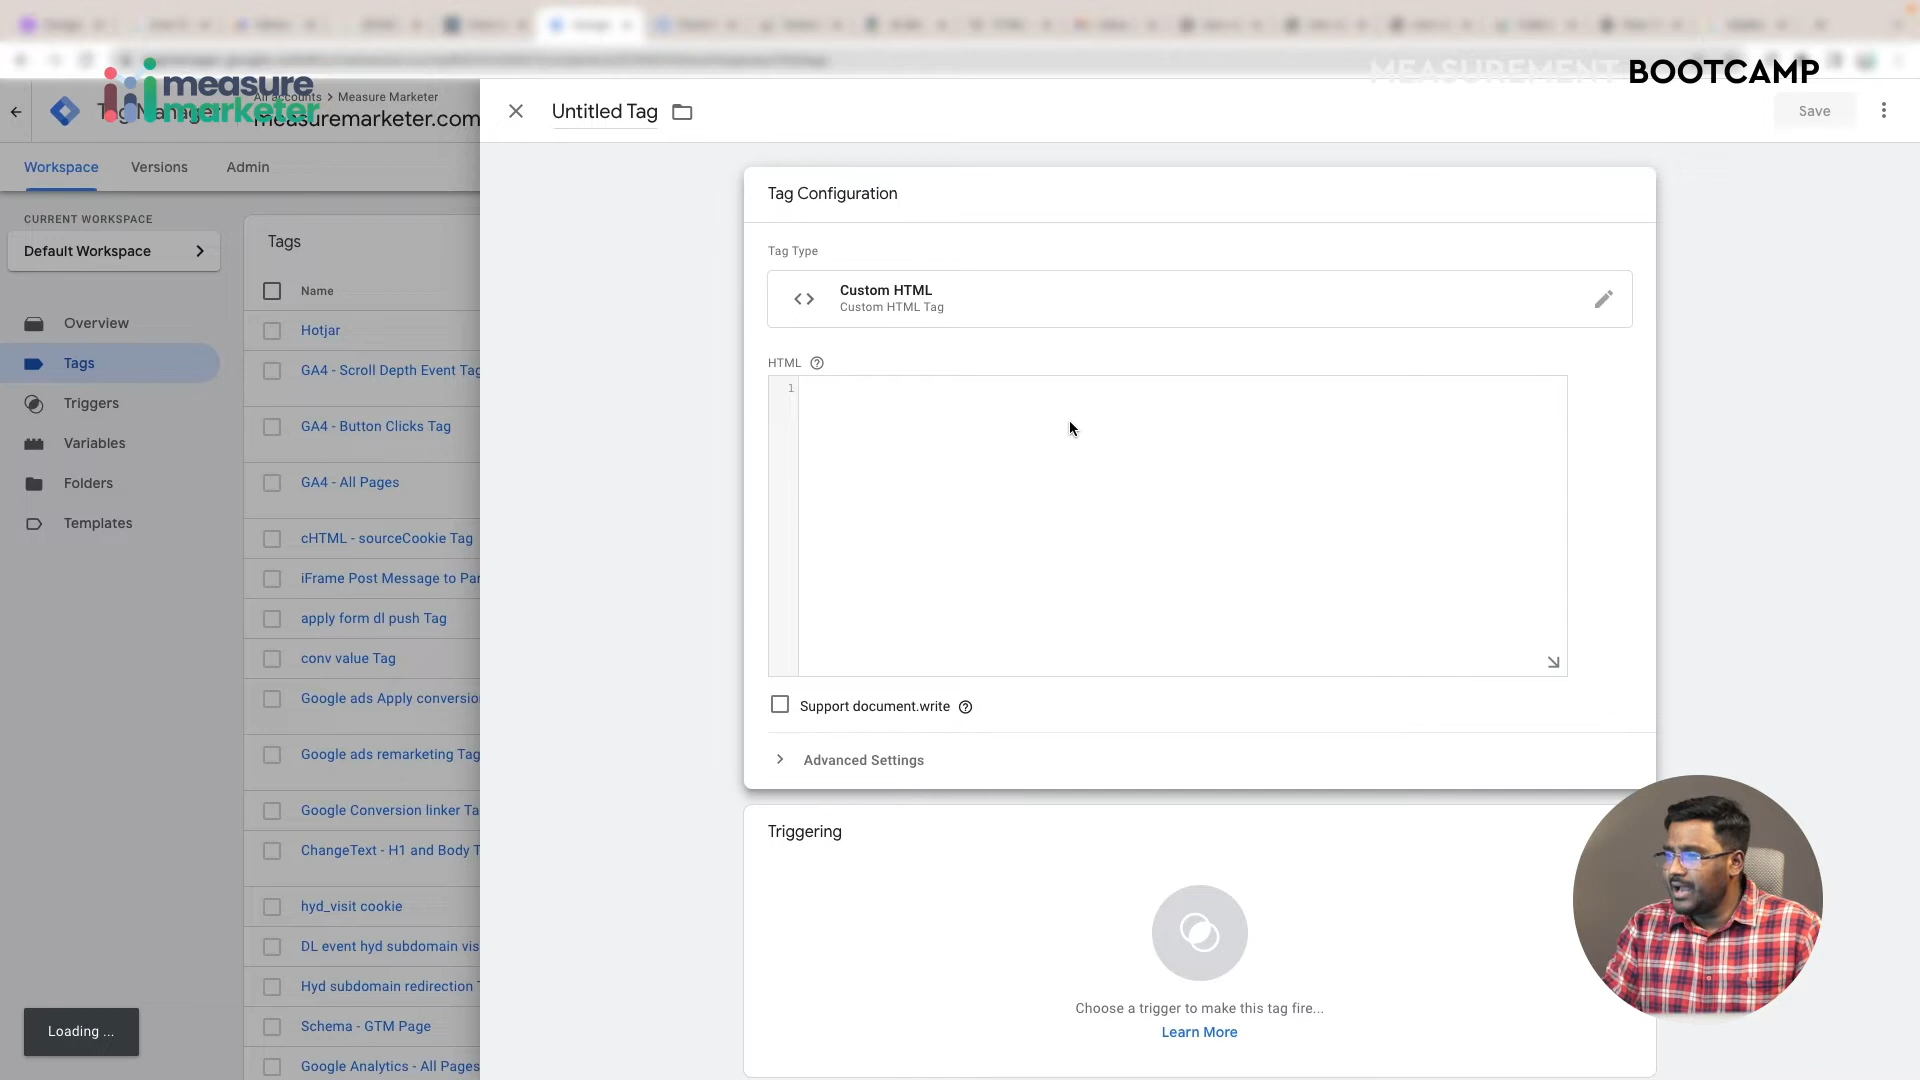 measure
marketer
MEASUREMENT BOOTCAMP
All accounts > Measure Marketer
Tag Manager
measuremarketer.com
Untitled Tag
Save
Workspace
Versions
Admin
CURRENT WORKSPACE
Default Workspace
Overview
Tags
Triggers
Variables
Folders
Templates
Tags
Name
Hotjar
GA4 - Scroll Depth Event Tag
GA4 - Button Clicks Tag
GA4 - All Pages
cHTML - sourceCookie Tag
iFrame Post Message to Par
apply form dl push Tag
conv value Tag
Google ads Apply conversio
Google ads remarketing Tag
Google Conversion linker Ta
ChangeText - H1 and Body T
hyd_visit cookie
DL event hyd subdomain vis
Hyd subdomain redirection T
Schema - GTM Page
Google Analytics - All Pages
Loading ...
Tag Configuration
Tag Type
Custom HTML
Custom HTML Tag
HTML
1
Support document.write
Advanced Settings
Triggering
Choose a trigger to make this tag fire...
Learn More